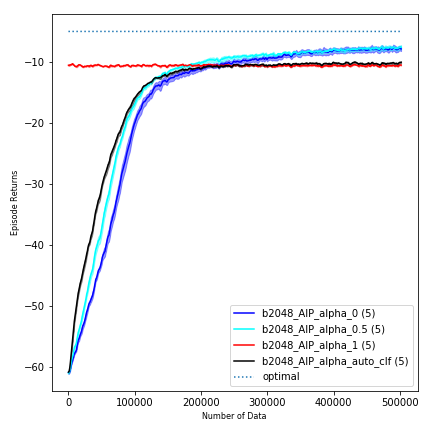 −10
−20
−30
−40
−50
−60
Episode Returns
0
100000
200000
300000
400000
500000
Number of Data
b2048_AIP_alpha_0 (5)
b2048_AIP_alpha_0.5 (5)
b2048_AIP_alpha_1 (5)
b2048_AIP_alpha_auto_clf (5)
optimal